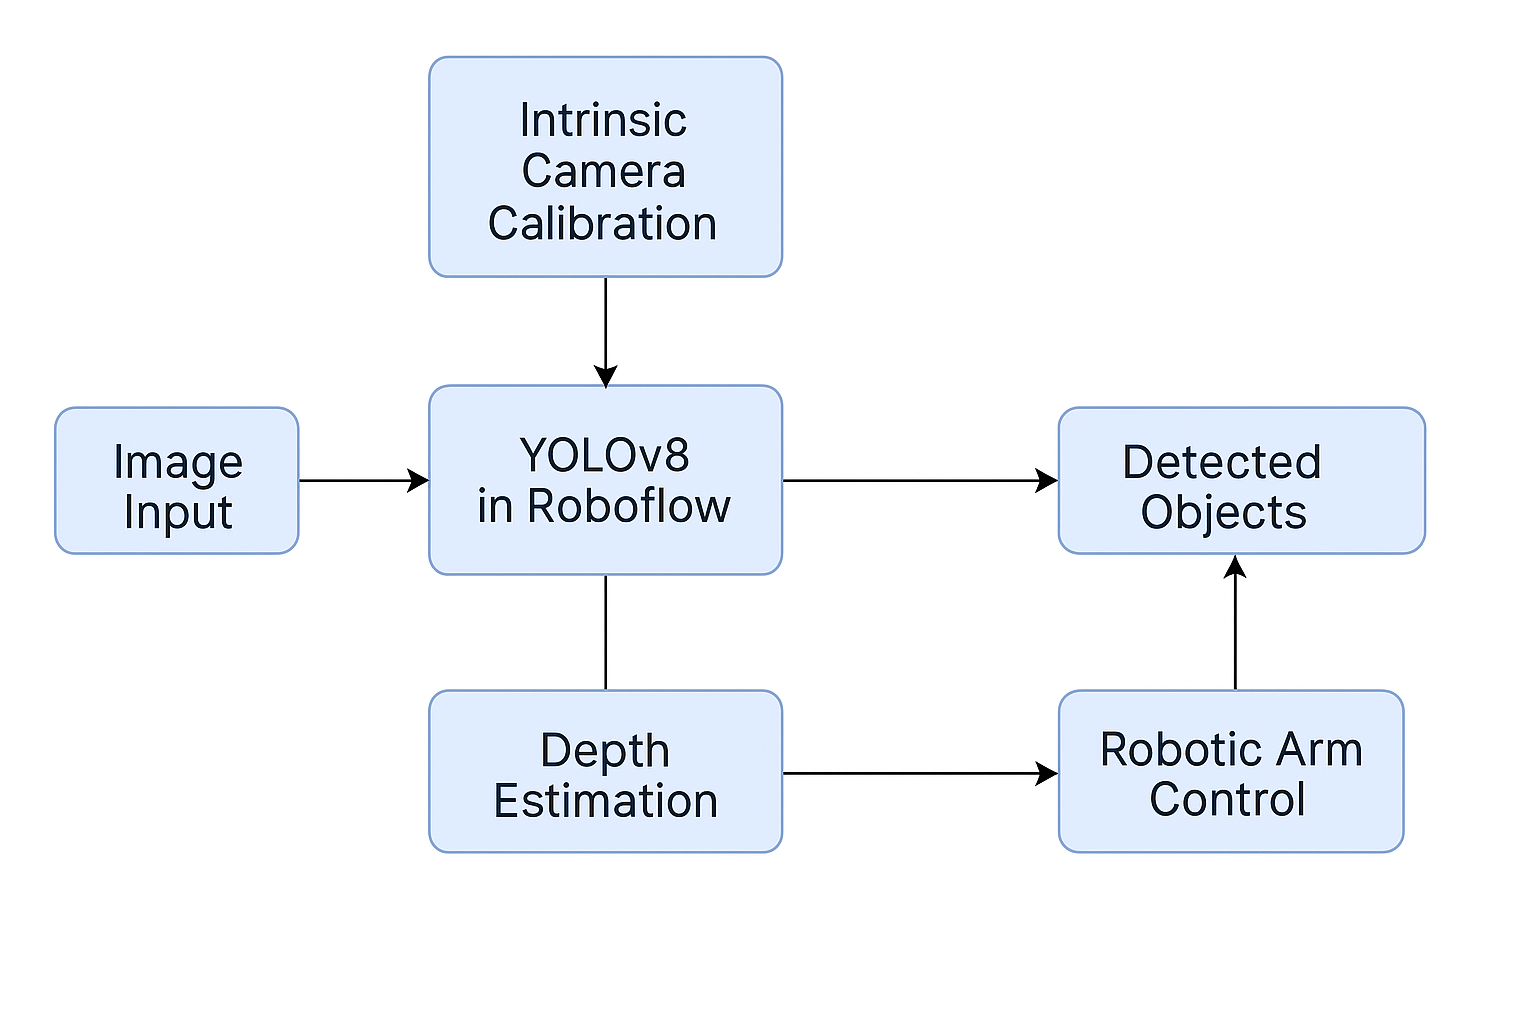 Intrinsic
Camera
Calibration
Image
Input
YOLOv8
in Roboflow
Detected
Objects
Depth
Estimation
Robotic Arm
Control